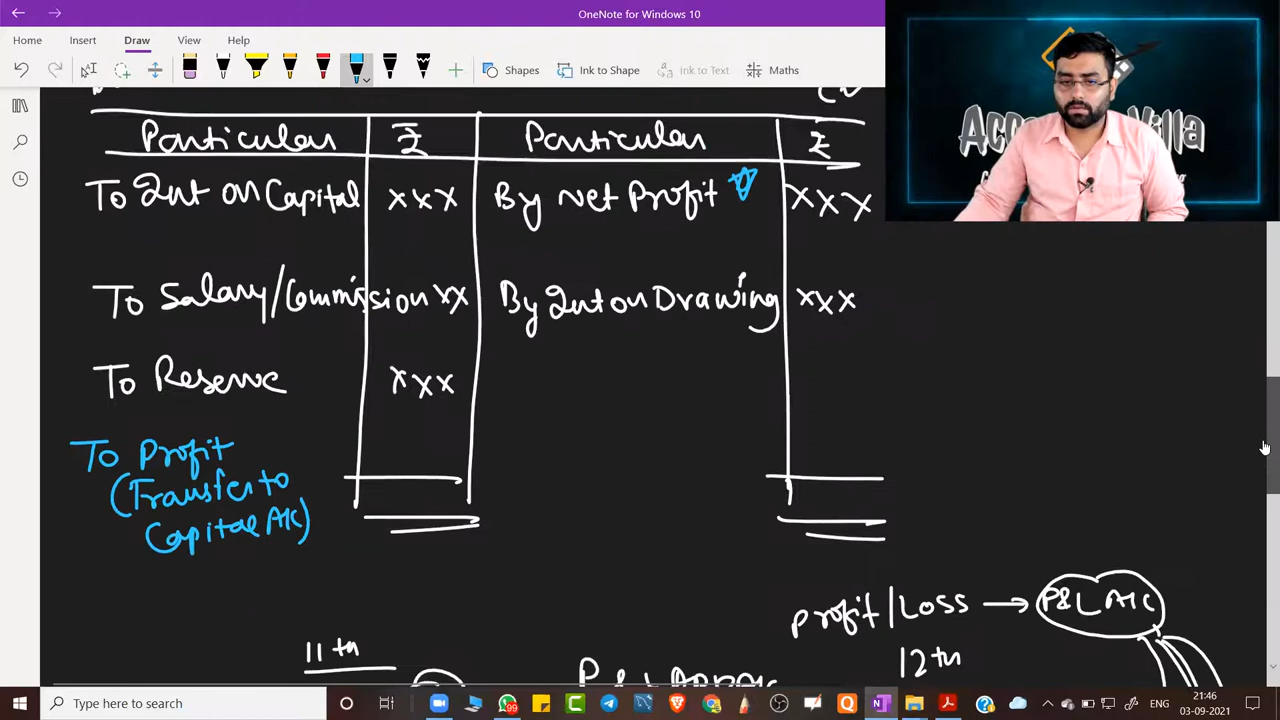 OneNote for Windows 10
Home Insert Draw View Help
Shapes Ink to Shape Ink to Text Maths
Particular ₹ Particular ₹
To Int on Capital xxx By Net Profit xxx
To Salary/Commission xx By Int on Drawing xxx
To Reserve xxx
To Profit
(Transfer to
Capital A/c)
profit/Loss → P&L A/c
11th
12th
Type here to search
99
ENG
21:46
03-09-2021